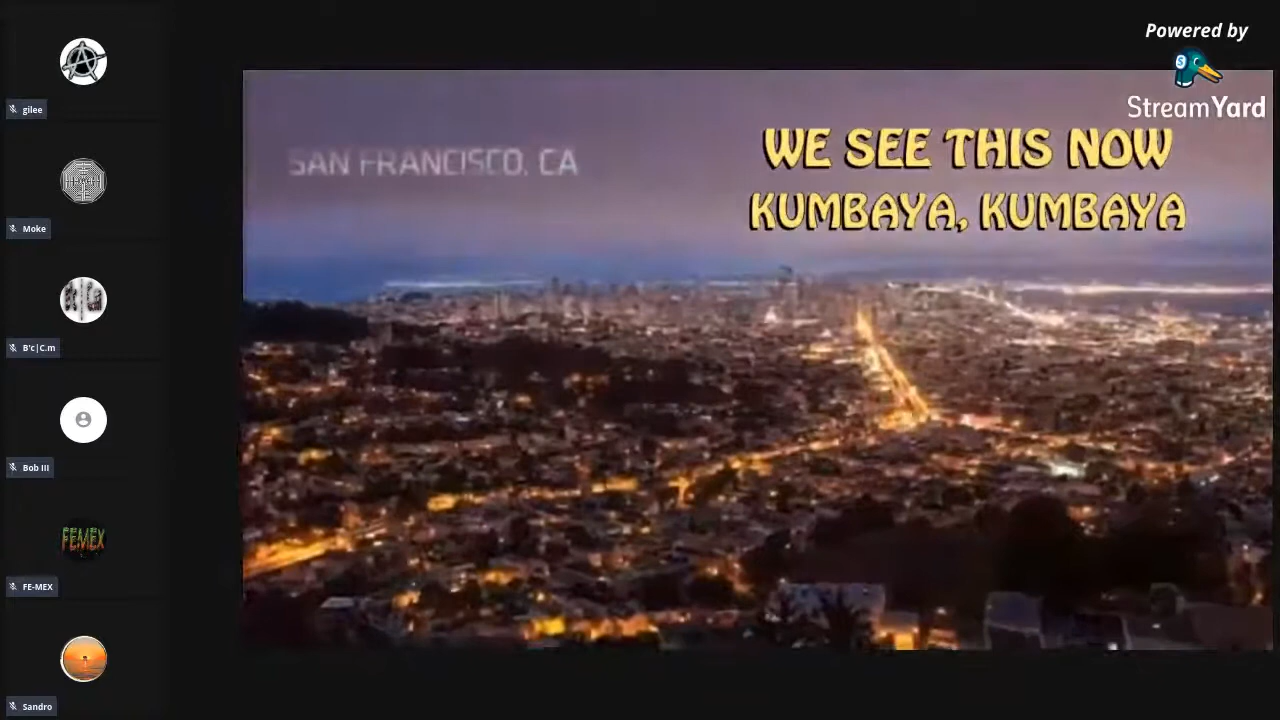 Powered by
StreamYard
gilee
Moke
B'c|C.m
Bob III
FEMEX
FE-MEX
Sandro
SAN FRANCISCO, CA
WE SEE THIS NOW
KUMBAYA, KUMBAYA